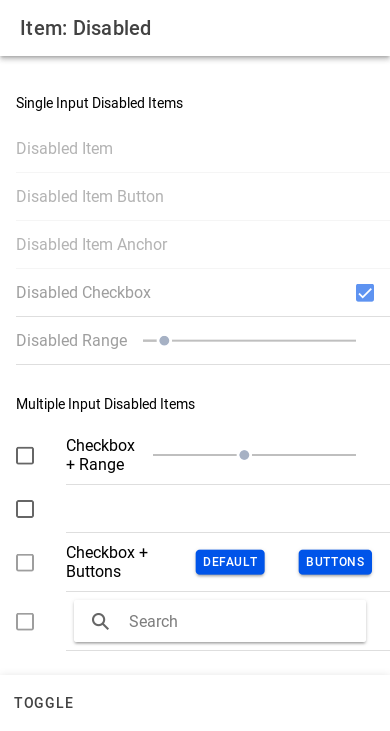 Item: Disabled
Single Input Disabled Items
Disabled Item
Disabled Item Button
Disabled Item Anchor
Disabled Checkbox
Disabled Range
Multiple Input Disabled Items
Checkbox
+ Range
Checkbox +
Buttons
DEFAULT
BUTTONS
Search
TOGGLE